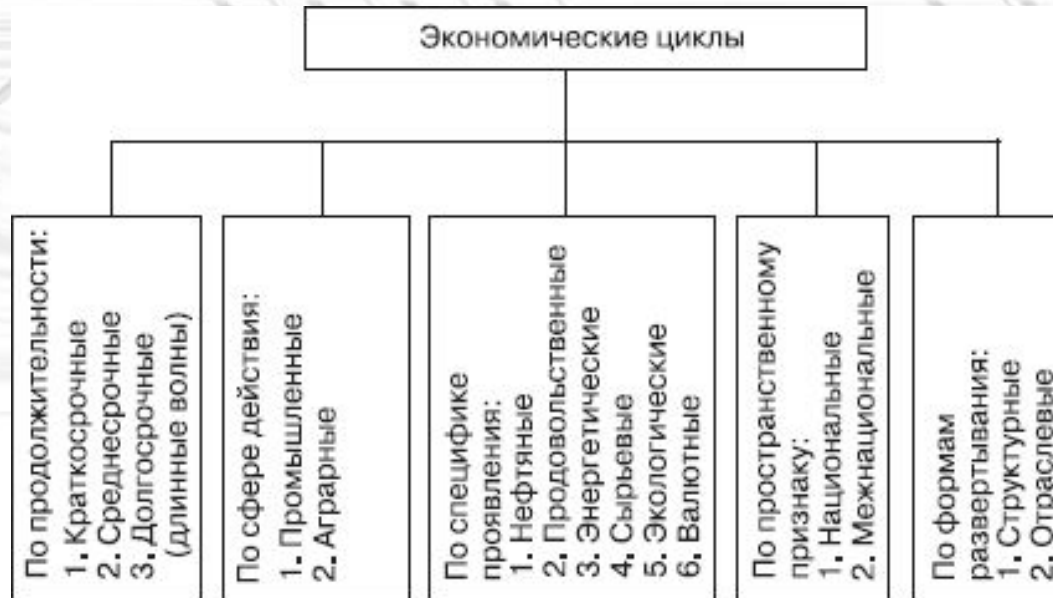 Экономические циклы
По продолжительности:
1. Краткосрочные
2. Среднесрочные
3. Долгосрочные
(длинные волны)
По сфере действия:
1. Промышленные
2. Аграрные
По специфике
проявления:
1. Нефтяные
2. Продовольственные
3. Энергетические
4. Сырьевые
5. Экологические
6. Валютные
По пространственному
признаку:
1. Национальные
2. Межнациональные
По формам
развертывания:
1. Структурные
2. Отраслевые